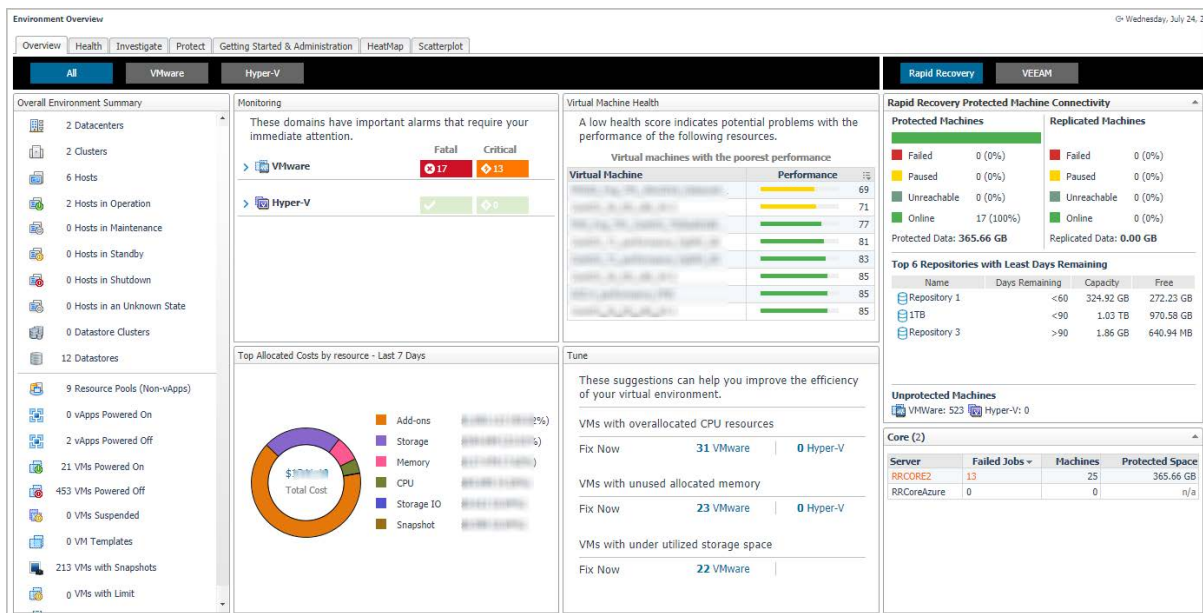 Environment Overview
Wednesday, July 24, 2
Overview Health Investigate Protect Getting Started & Administration HeatMap Scatterplot
All VMware Hyper-V
Rapid Recovery VEEAM
Overall Environment Summary
2 Datacenters
2 Clusters
6 Hosts
2 Hosts in Operation
0 Hosts in Maintenance
0 Hosts in Standby
0 Hosts in Shutdown
0 Hosts in an Unknown State
0 Datastore Clusters
12 Datastores
9 Resource Pools (Non-vApps)
0 vApps Powered On
2 vApps Powered Off
21 VMs Powered On
453 VMs Powered Off
0 VMs Suspended
0 VM Templates
213 VMs with Snapshots
0 VMs with Limit
Monitoring
These domains have important alarms that require your
immediate attention.
Fatal Critical
VMware 17 13
Hyper-V 0
Virtual Machine Health
A low health score indicates potential problems with the
performance of the following resources.
Virtual machines with the poorest performance
Virtual Machine Performance
69
71
77
81
83
85
85
85
Top Allocated Costs by resource - Last 7 Days
$
Total Cost
Add-ons %)
Storage )
Memory )
CPU
Storage IO
Snapshot
Tune
These suggestions can help you improve the efficiency
of your virtual environment.
VMs with overallocated CPU resources
Fix Now 31 VMware 0 Hyper-V
VMs with unused allocated memory
Fix Now 23 VMware 0 Hyper-V
VMs with under utilized storage space
Fix Now 22 VMware
Rapid Recovery Protected Machine Connectivity
Protected Machines
Failed 0 (0%)
Paused 0 (0%)
Unreachable 0 (0%)
Online 17 (100%)
Protected Data: 365.66 GB
Replicated Machines
Failed 0 (0%)
Paused 0 (0%)
Unreachable 0 (0%)
Online 0 (0%)
Replicated Data: 0.00 GB
Top 6 Repositories with Least Days Remaining
Name Days Remaining Capacity Free
Repository 1 <60 324.92 GB 272.23 GB
1TB <90 1.03 TB 970.58 GB
Repository 3 >90 1.86 GB 640.94 MB
Unprotected Machines
VMWare: 523 Hyper-V: 0
Core (2)
Server Failed Jobs Machines Protected Space
RRCORE2 13 25 365.66 GB
RRCoreAzure 0 0 n/a